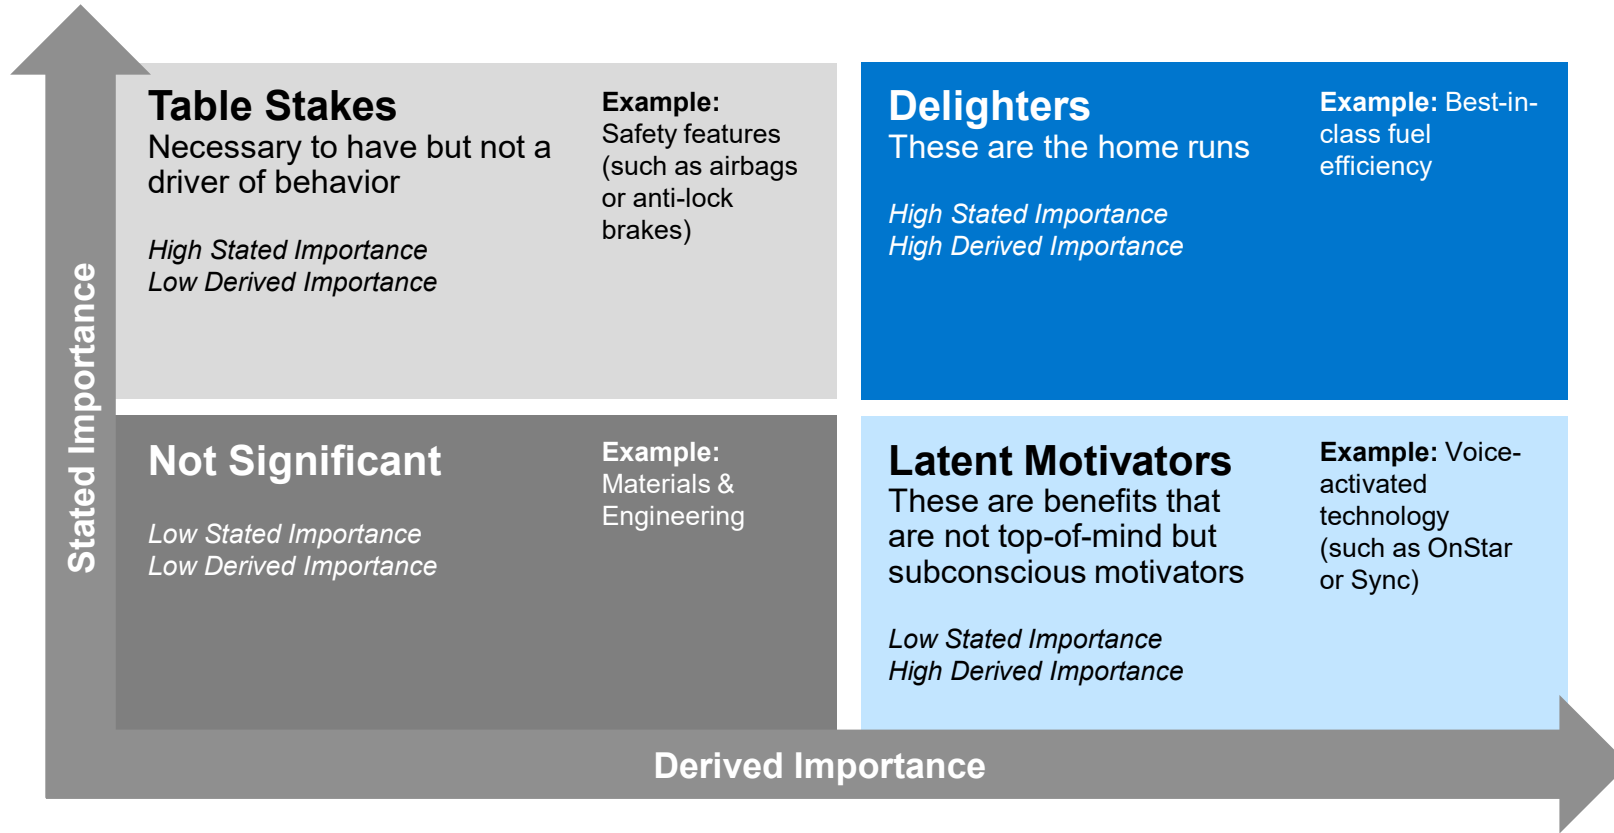 Stated Importance
Table Stakes
Necessary to have but not a
driver of behavior
High Stated Importance
Low Derived Importance
Example:
Safety features
(such as airbags
or anti-lock
brakes)
Delighters
These are the home runs
High Stated Importance
High Derived Importance
Example: Best-in-
class fuel
efficiency
Not Significant
Low Stated Importance
Low Derived Importance
Example:
Materials &
Engineering
Latent Motivators
These are benefits that
are not top-of-mind but
subconscious motivators
Low Stated Importance
High Derived Importance
Example: Voice-
activated
technology
(such as OnStar
or Sync)
Derived Importance